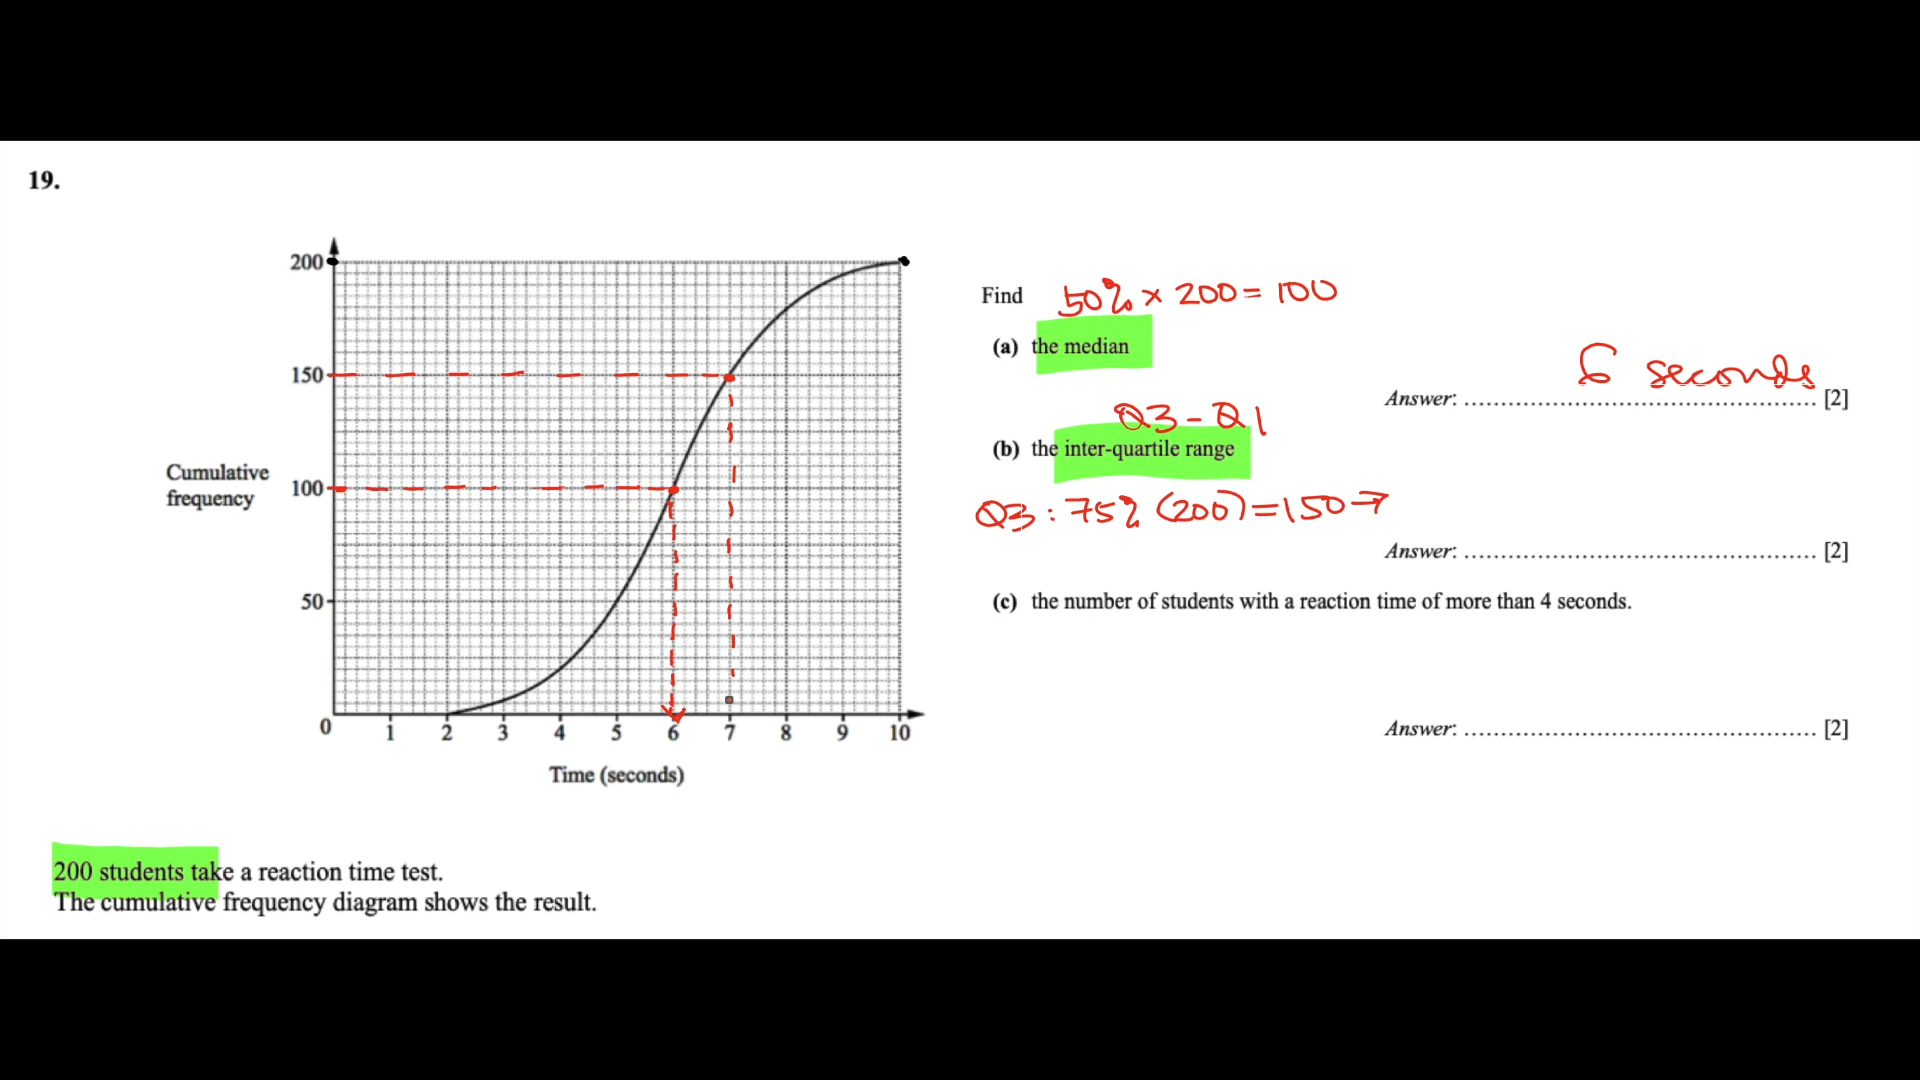 19.
200
150
Cumulative
frequency
100
50
0 1 2 3 4 5 6 7 8 9 10
Time (seconds)
200 students take a reaction time test.
The cumulative frequency diagram shows the result.
Find 50% × 200 = 100
(a) the median
6 seconds
Answer: ................................................ [2]
Q3 - Q1
(b) the inter-quartile range
Q3 : 75% (200) = 150 →
Answer: ................................................ [2]
(c) the number of students with a reaction time of more than 4 seconds.
Answer: ................................................ [2]